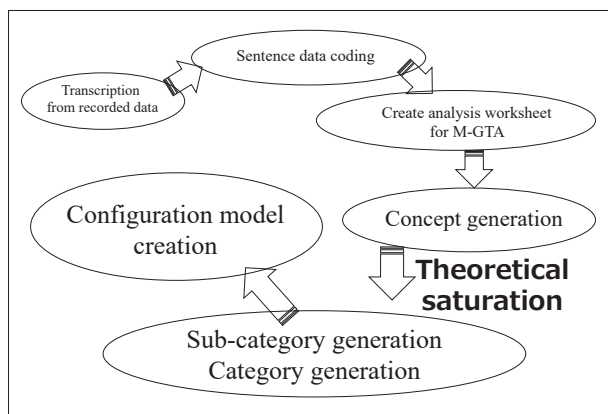 Sentence data coding
Transcription
from recorded data
Create analysis worksheet
for M-GTA
Concept generation
Theoretical
saturation
Sub-category generation
Category generation
Configuration model
creation